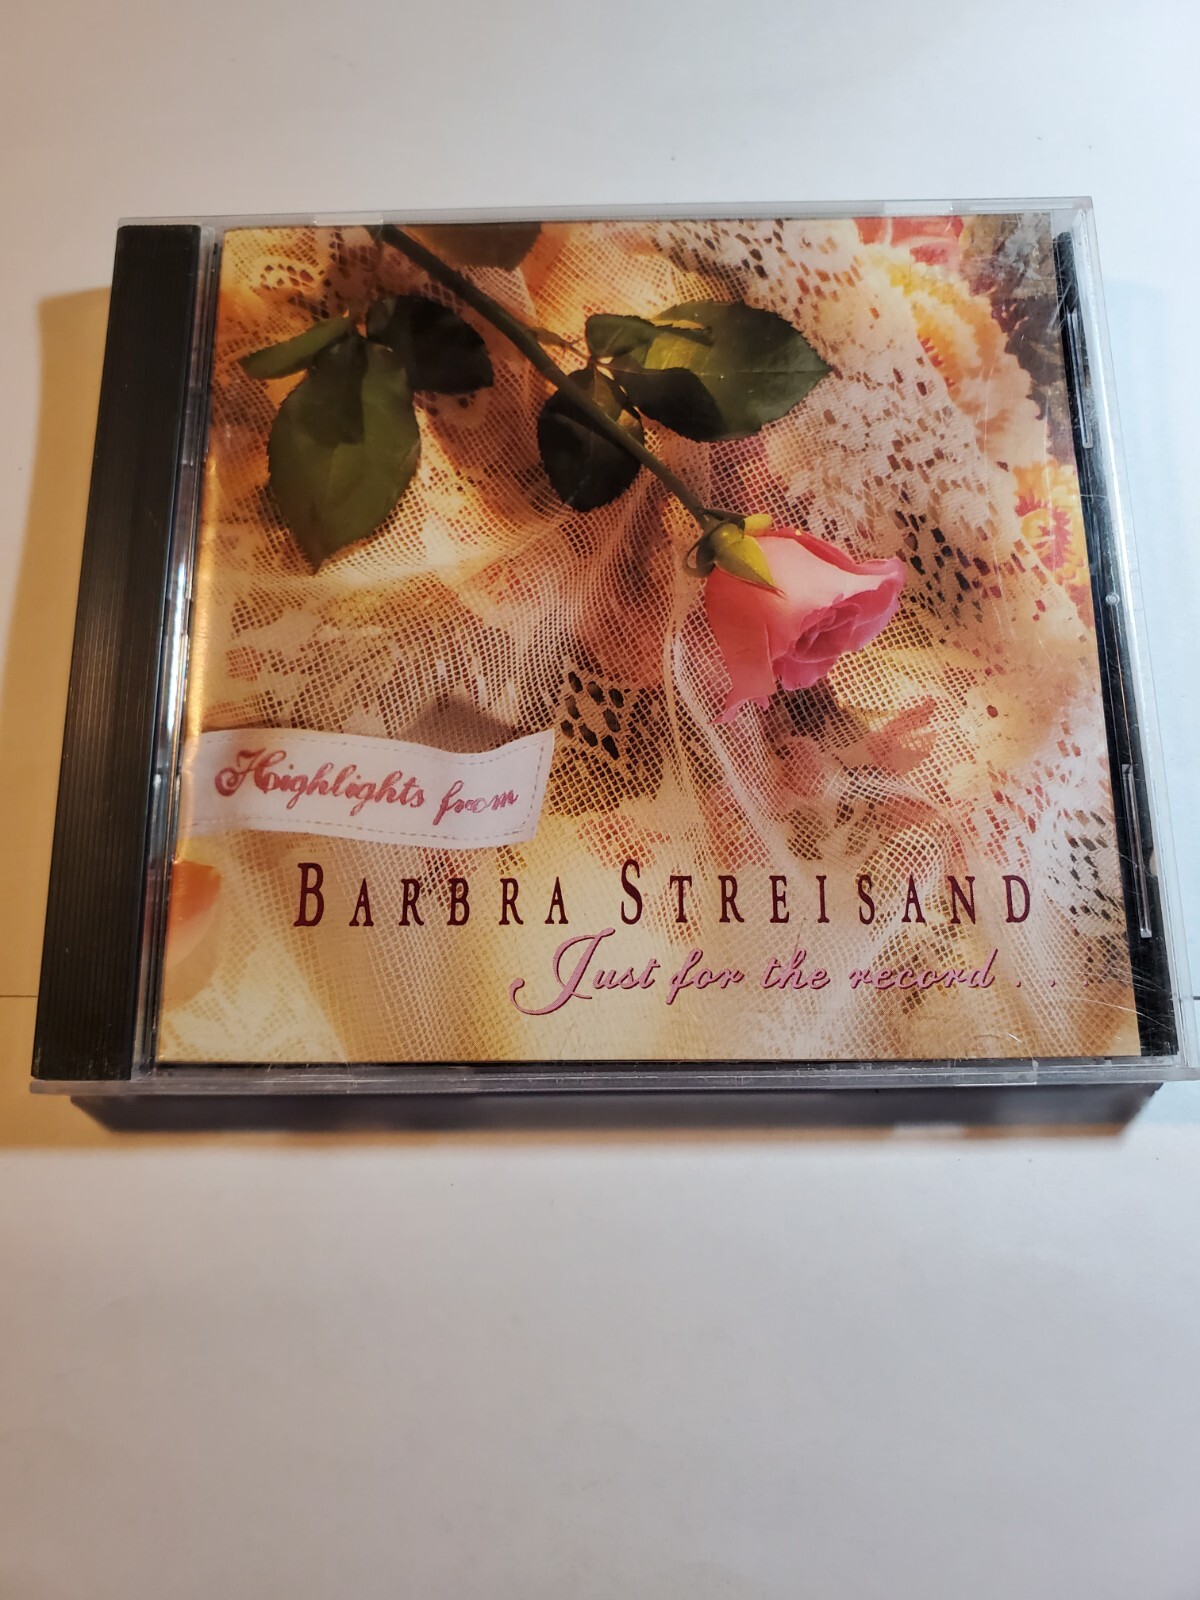 Highlights from
BARBRA STREISAND
Just for the record . . .